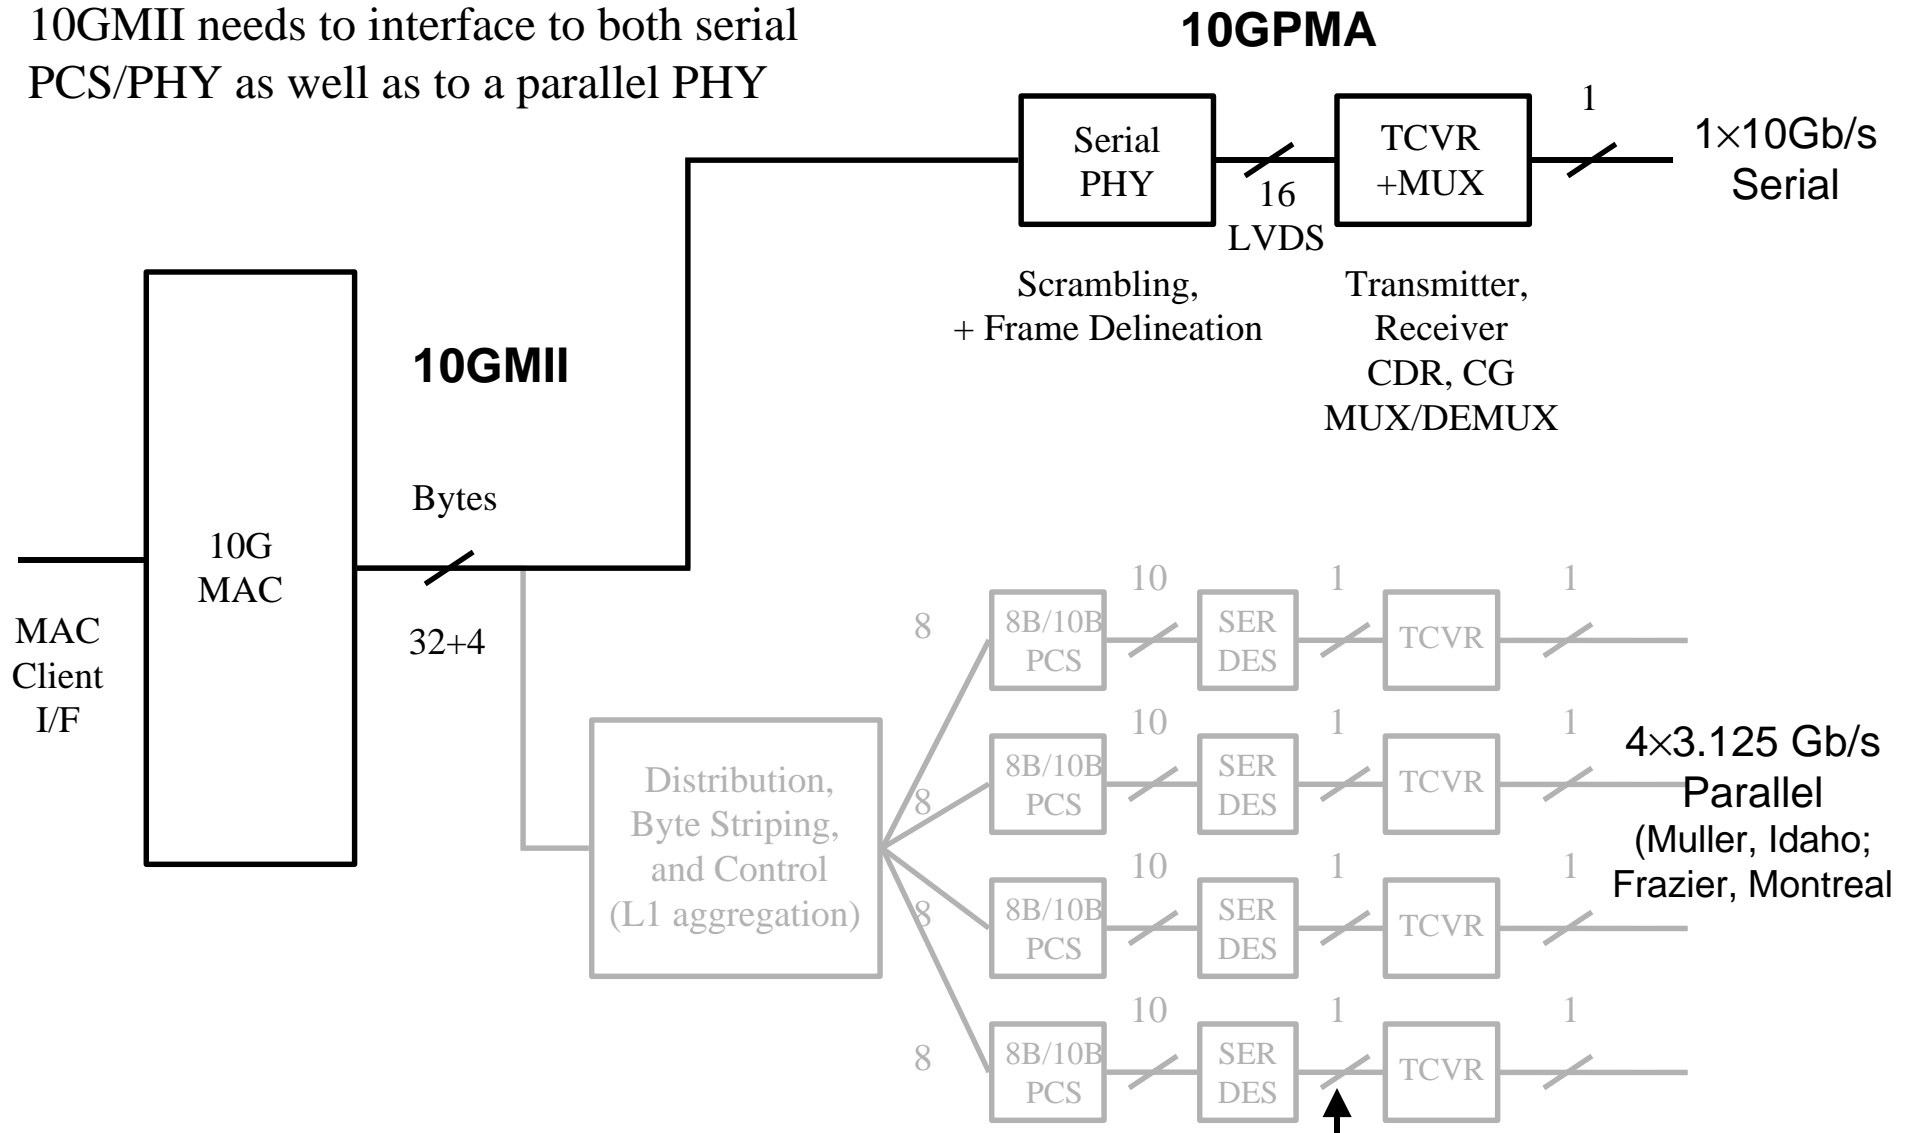 10GMII needs to interface to both serial
PCS/PHY as well as to a parallel PHY
10GPMA
Serial
PHY
16
LVDS
TCVR
+MUX
1
1×10Gb/s
Serial
Scrambling,
+ Frame Delineation
Transmitter,
Receiver
CDR, CG
MUX/DEMUX
10GMII
Bytes
32+4
10G
MAC
MAC
Client
I/F
Distribution,
Byte Striping,
and Control
(L1 aggregation)
8
8B/10B
PCS
10
SER
DES
1
TCVR
1
8
8B/10B
PCS
10
SER
DES
1
TCVR
1
8
8B/10B
PCS
10
SER
DES
1
TCVR
1
8
8B/10B
PCS
10
SER
DES
1
TCVR
1
4×3.125 Gb/s
Parallel
(Muller, Idaho;
Frazier, Montreal